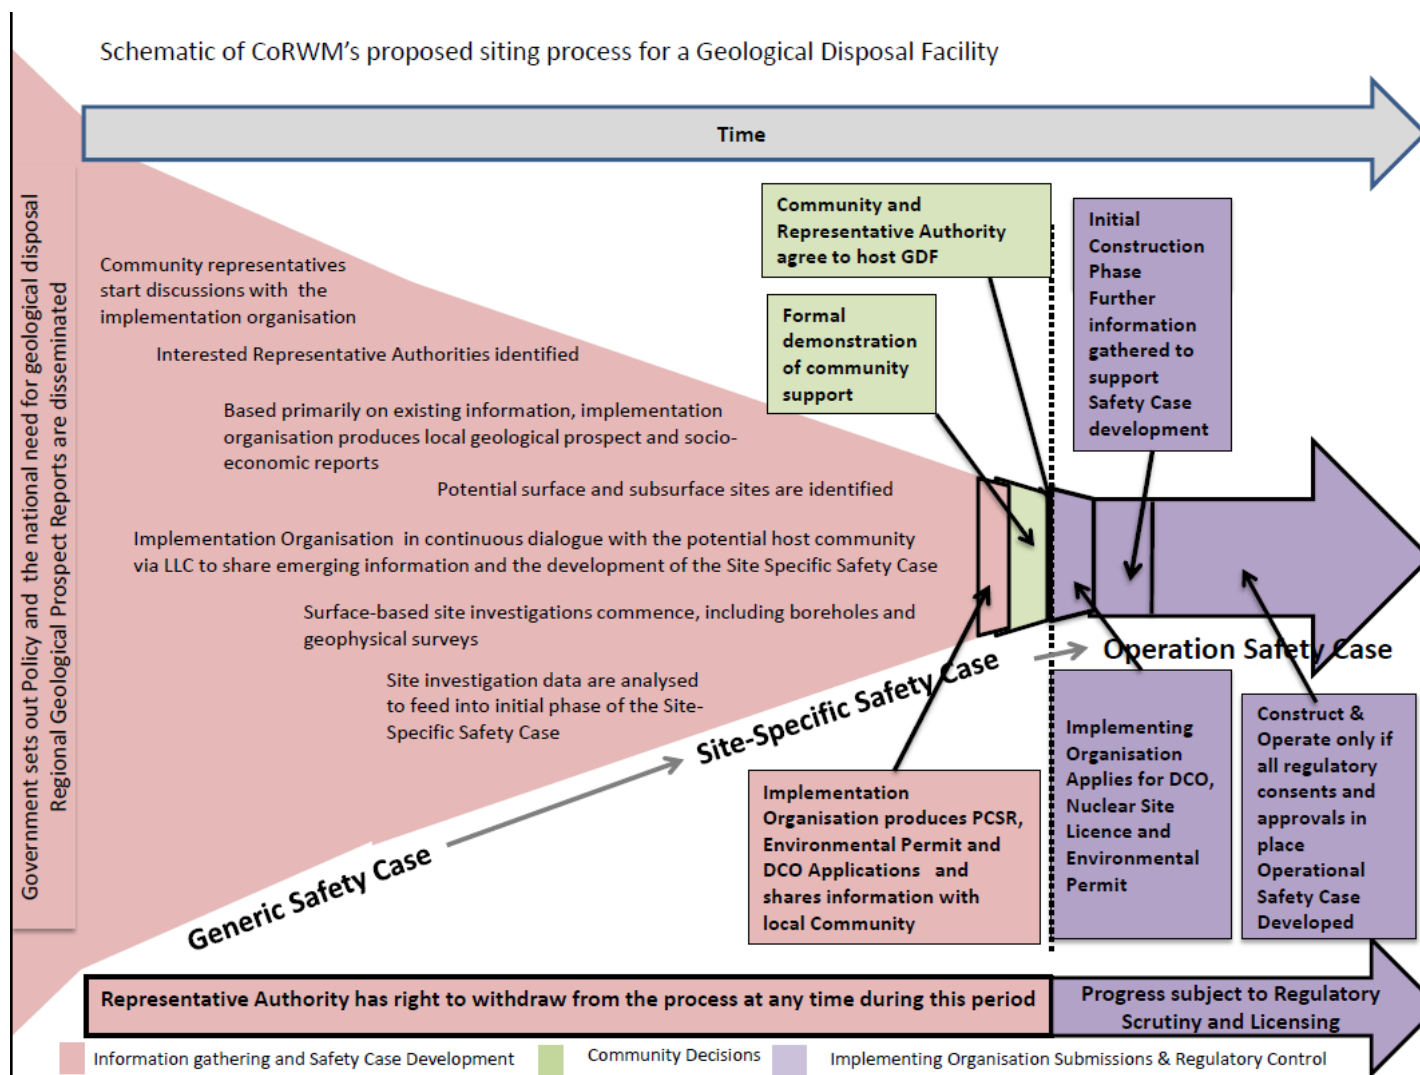 Schematic of CoRWM's proposed siting process for a Geological Disposal Facility
Time
Government sets out Policy and  the national need for geological disposal
Regional Geological Prospect Reports are disseminated
Community representatives
start discussions with  the
implementation organisation
Interested Representative Authorities identified
Based primarily on existing information, implementation
organisation produces local geological prospect and socio-
economic reports
Potential surface and subsurface sites are identified
Implementation Organisation  in continuous dialogue with the potential host community
via LLC to share emerging information and the development of the Site Specific Safety Case
Surface-based site investigations commence, including boreholes and
geophysical surveys
Site investigation data are analysed
to feed into initial phase of the Site-
Specific Safety Case
Community and
Representative Authority
agree to host GDF
Formal
demonstration
of community
support
Initial
Construction
Phase
Further
information
gathered to
support
Safety Case
development
Generic Safety Case
Site-Specific Safety Case
Operation Safety Case
Implementation
Organisation produces PCSR,
Environmental Permit and
DCO Applications   and
shares information with
local Community
Implementing
Organisation
Applies for DCO,
Nuclear Site
Licence and
Environmental
Permit
Construct &
Operate only if
all regulatory
consents and
approvals in
place
Operational
Safety Case
Developed
Representative Authority has right to withdraw from the process at any time during this period
Progress subject to Regulatory
Scrutiny and Licensing
Information gathering and Safety Case Development
Community Decisions
Implementing Organisation Submissions & Regulatory Control